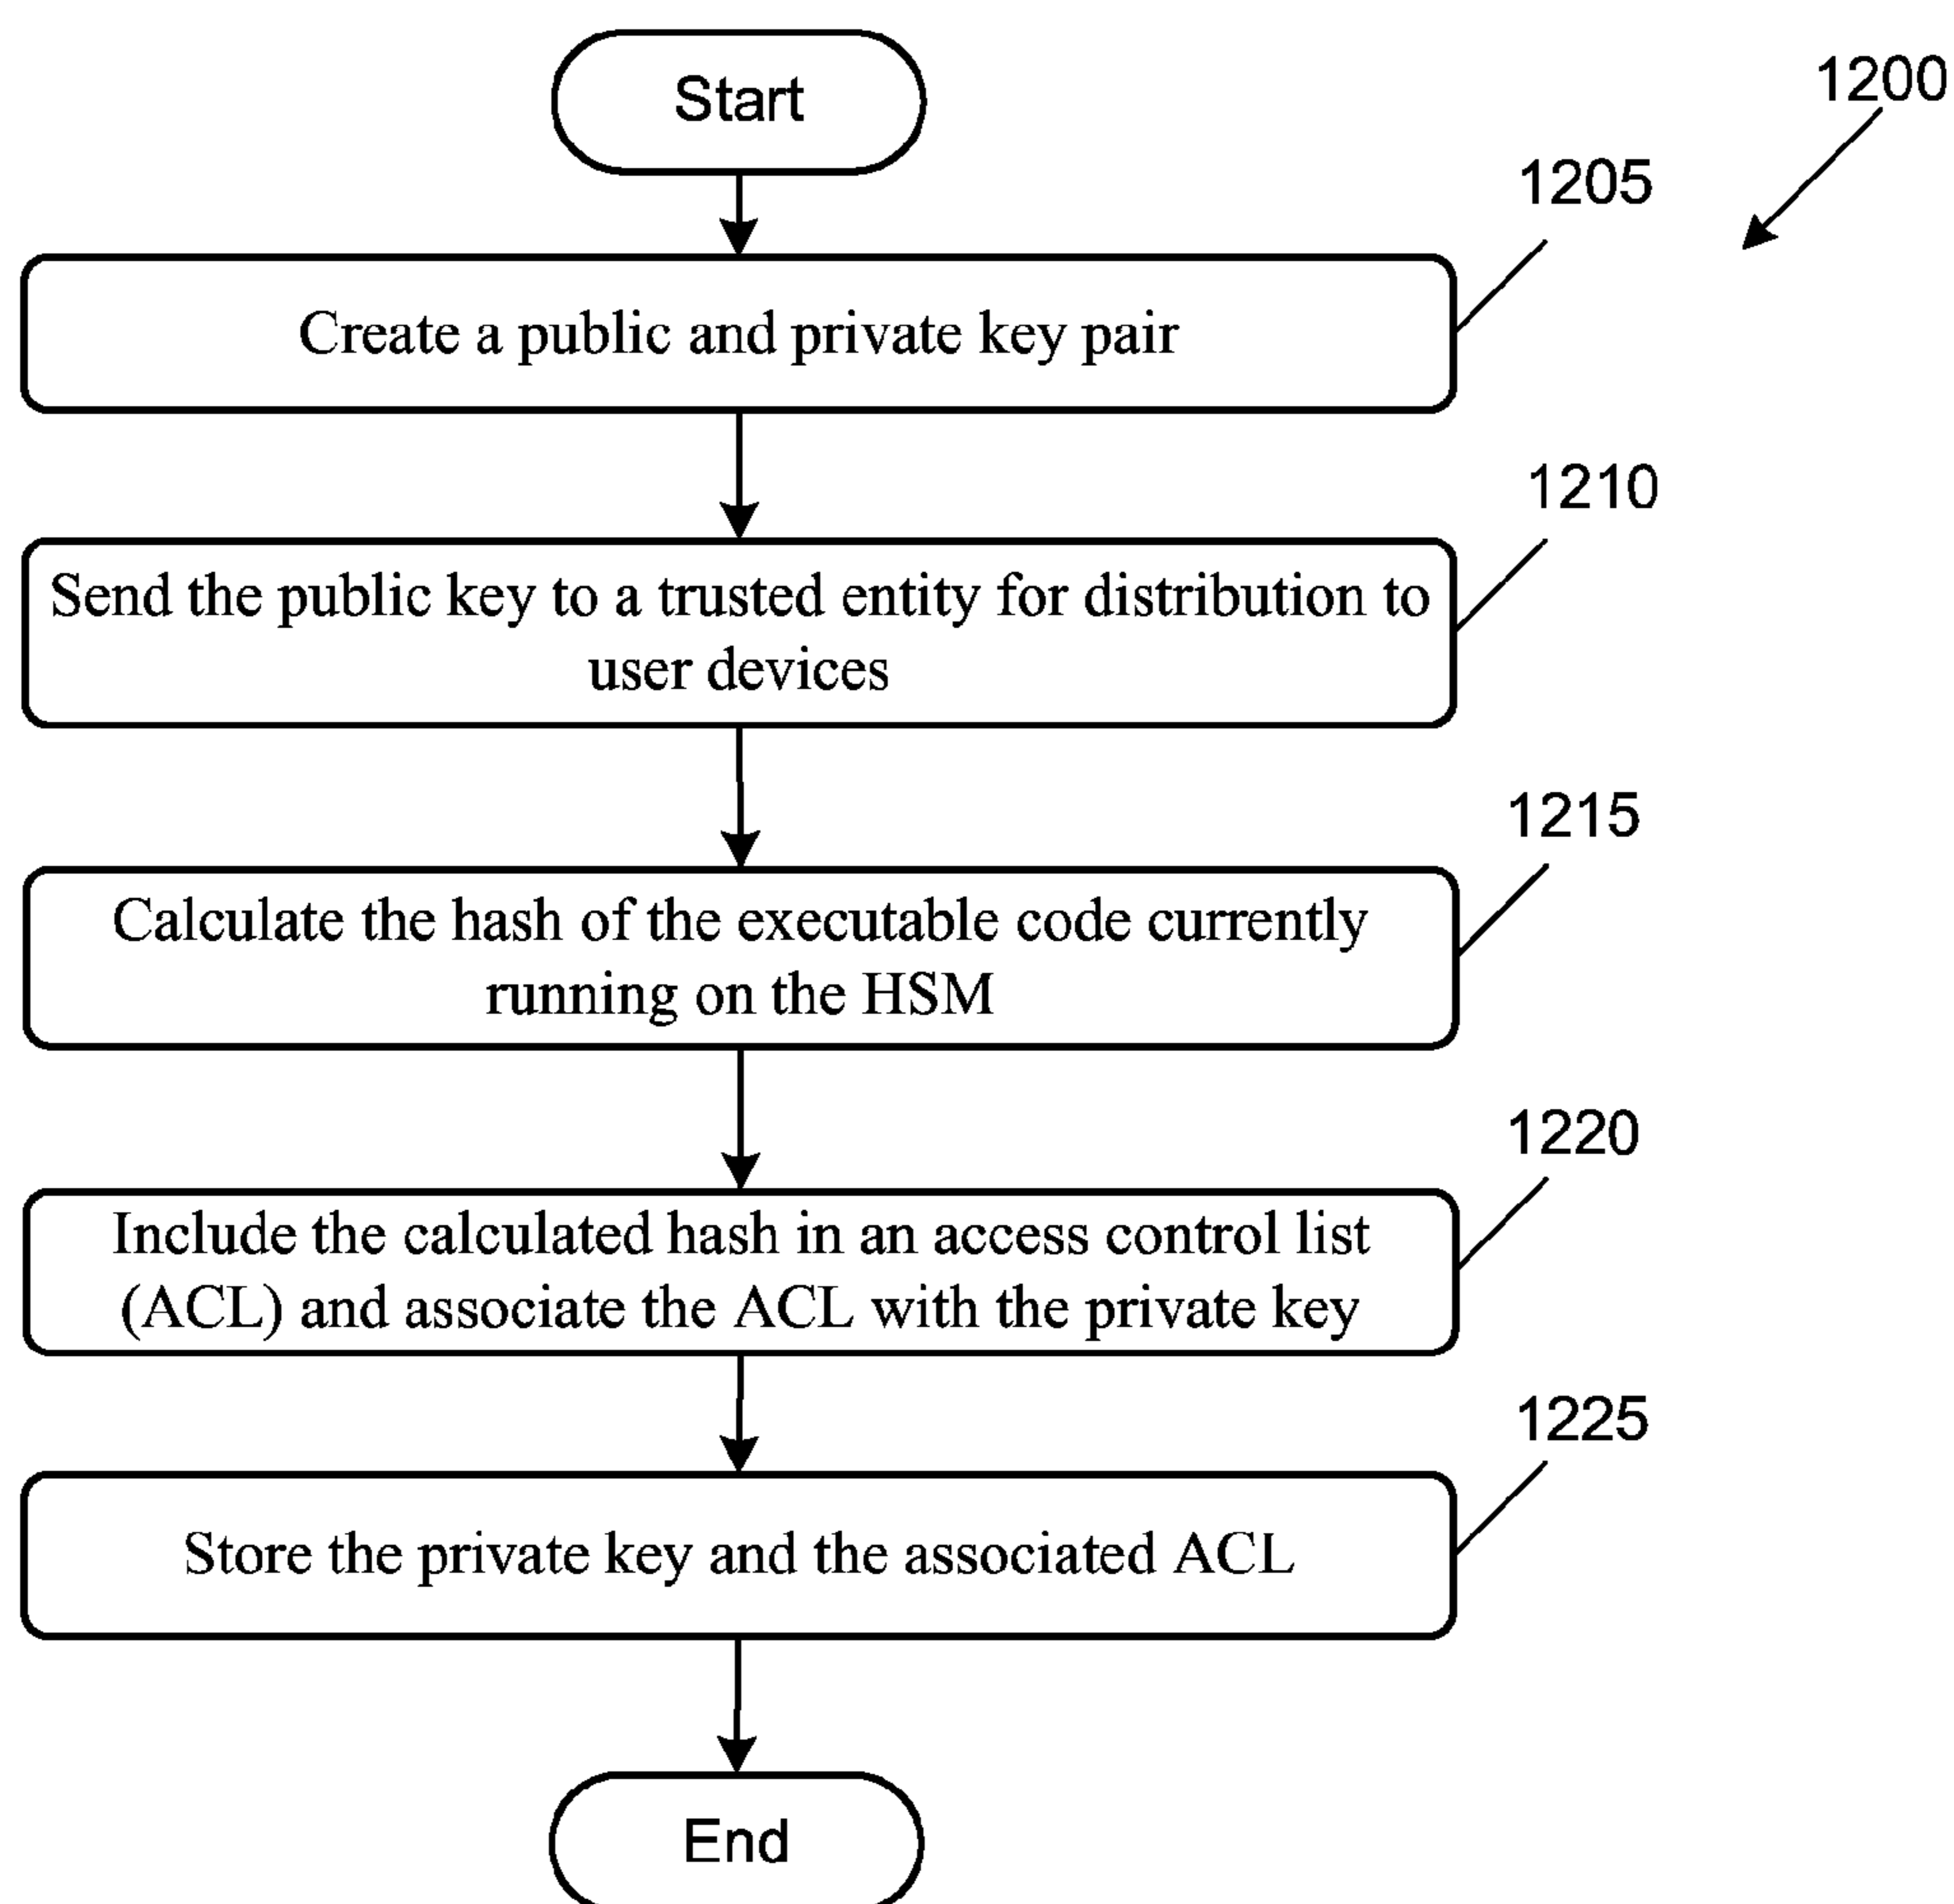 Start
1200
1205
Create a public and private key pair
1210
Send the public key to a trusted entity for distribution to
user devices
1215
Calculate the hash of the executable code currently
running on the HSM
1220
Include the calculated hash in an access control list
(ACL) and associate the ACL with the private key
1225
Store the private key and the associated ACL
End